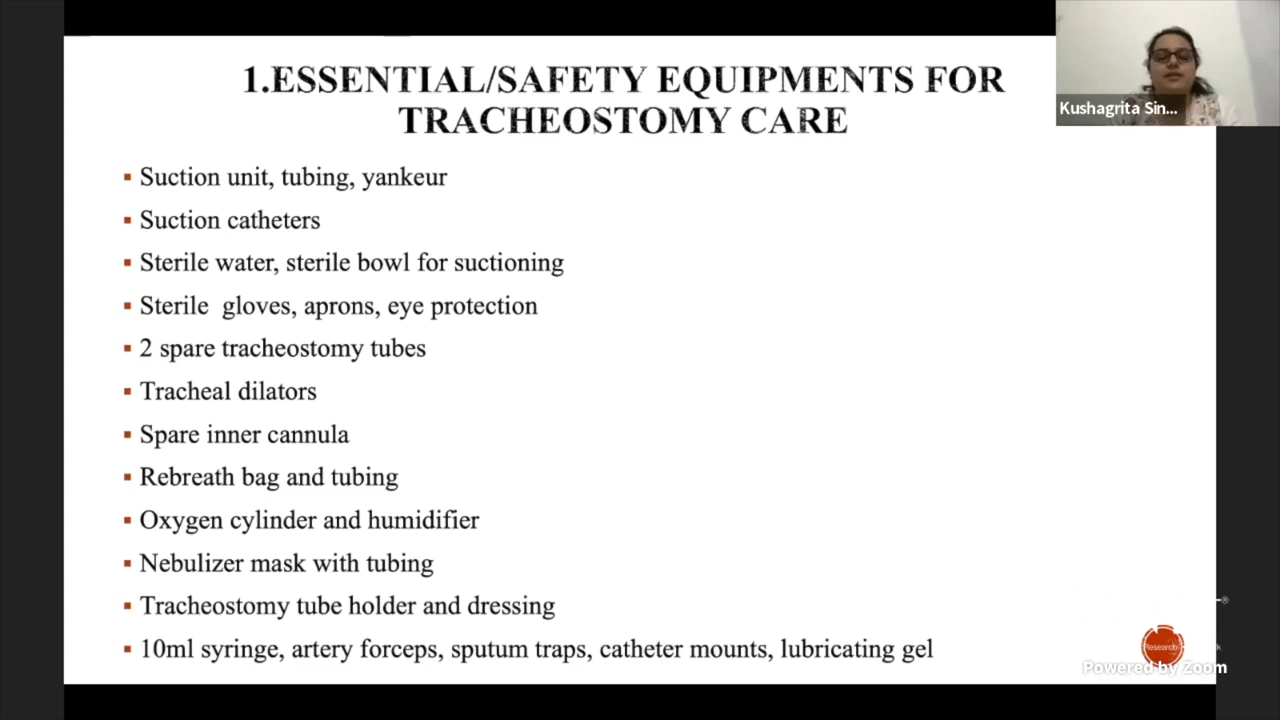 1.ESSENTIAL/SAFETY EQUIPMENTS FOR
TRACHEOSTOMY CARE
Kushagrita Sin...
▪ Suction unit, tubing, yankeur
▪ Suction catheters
▪ Sterile water, sterile bowl for suctioning
▪ Sterile gloves, aprons, eye protection
▪ 2 spare tracheostomy tubes
▪ Tracheal dilators
▪ Spare inner cannula
▪ Rebreath bag and tubing
▪ Oxygen cylinder and humidifier
▪ Nebulizer mask with tubing
▪ Tracheostomy tube holder and dressing
▪ 10ml syringe, artery forceps, sputum traps, catheter mounts, lubricating gel
Research
Powered by Zoom